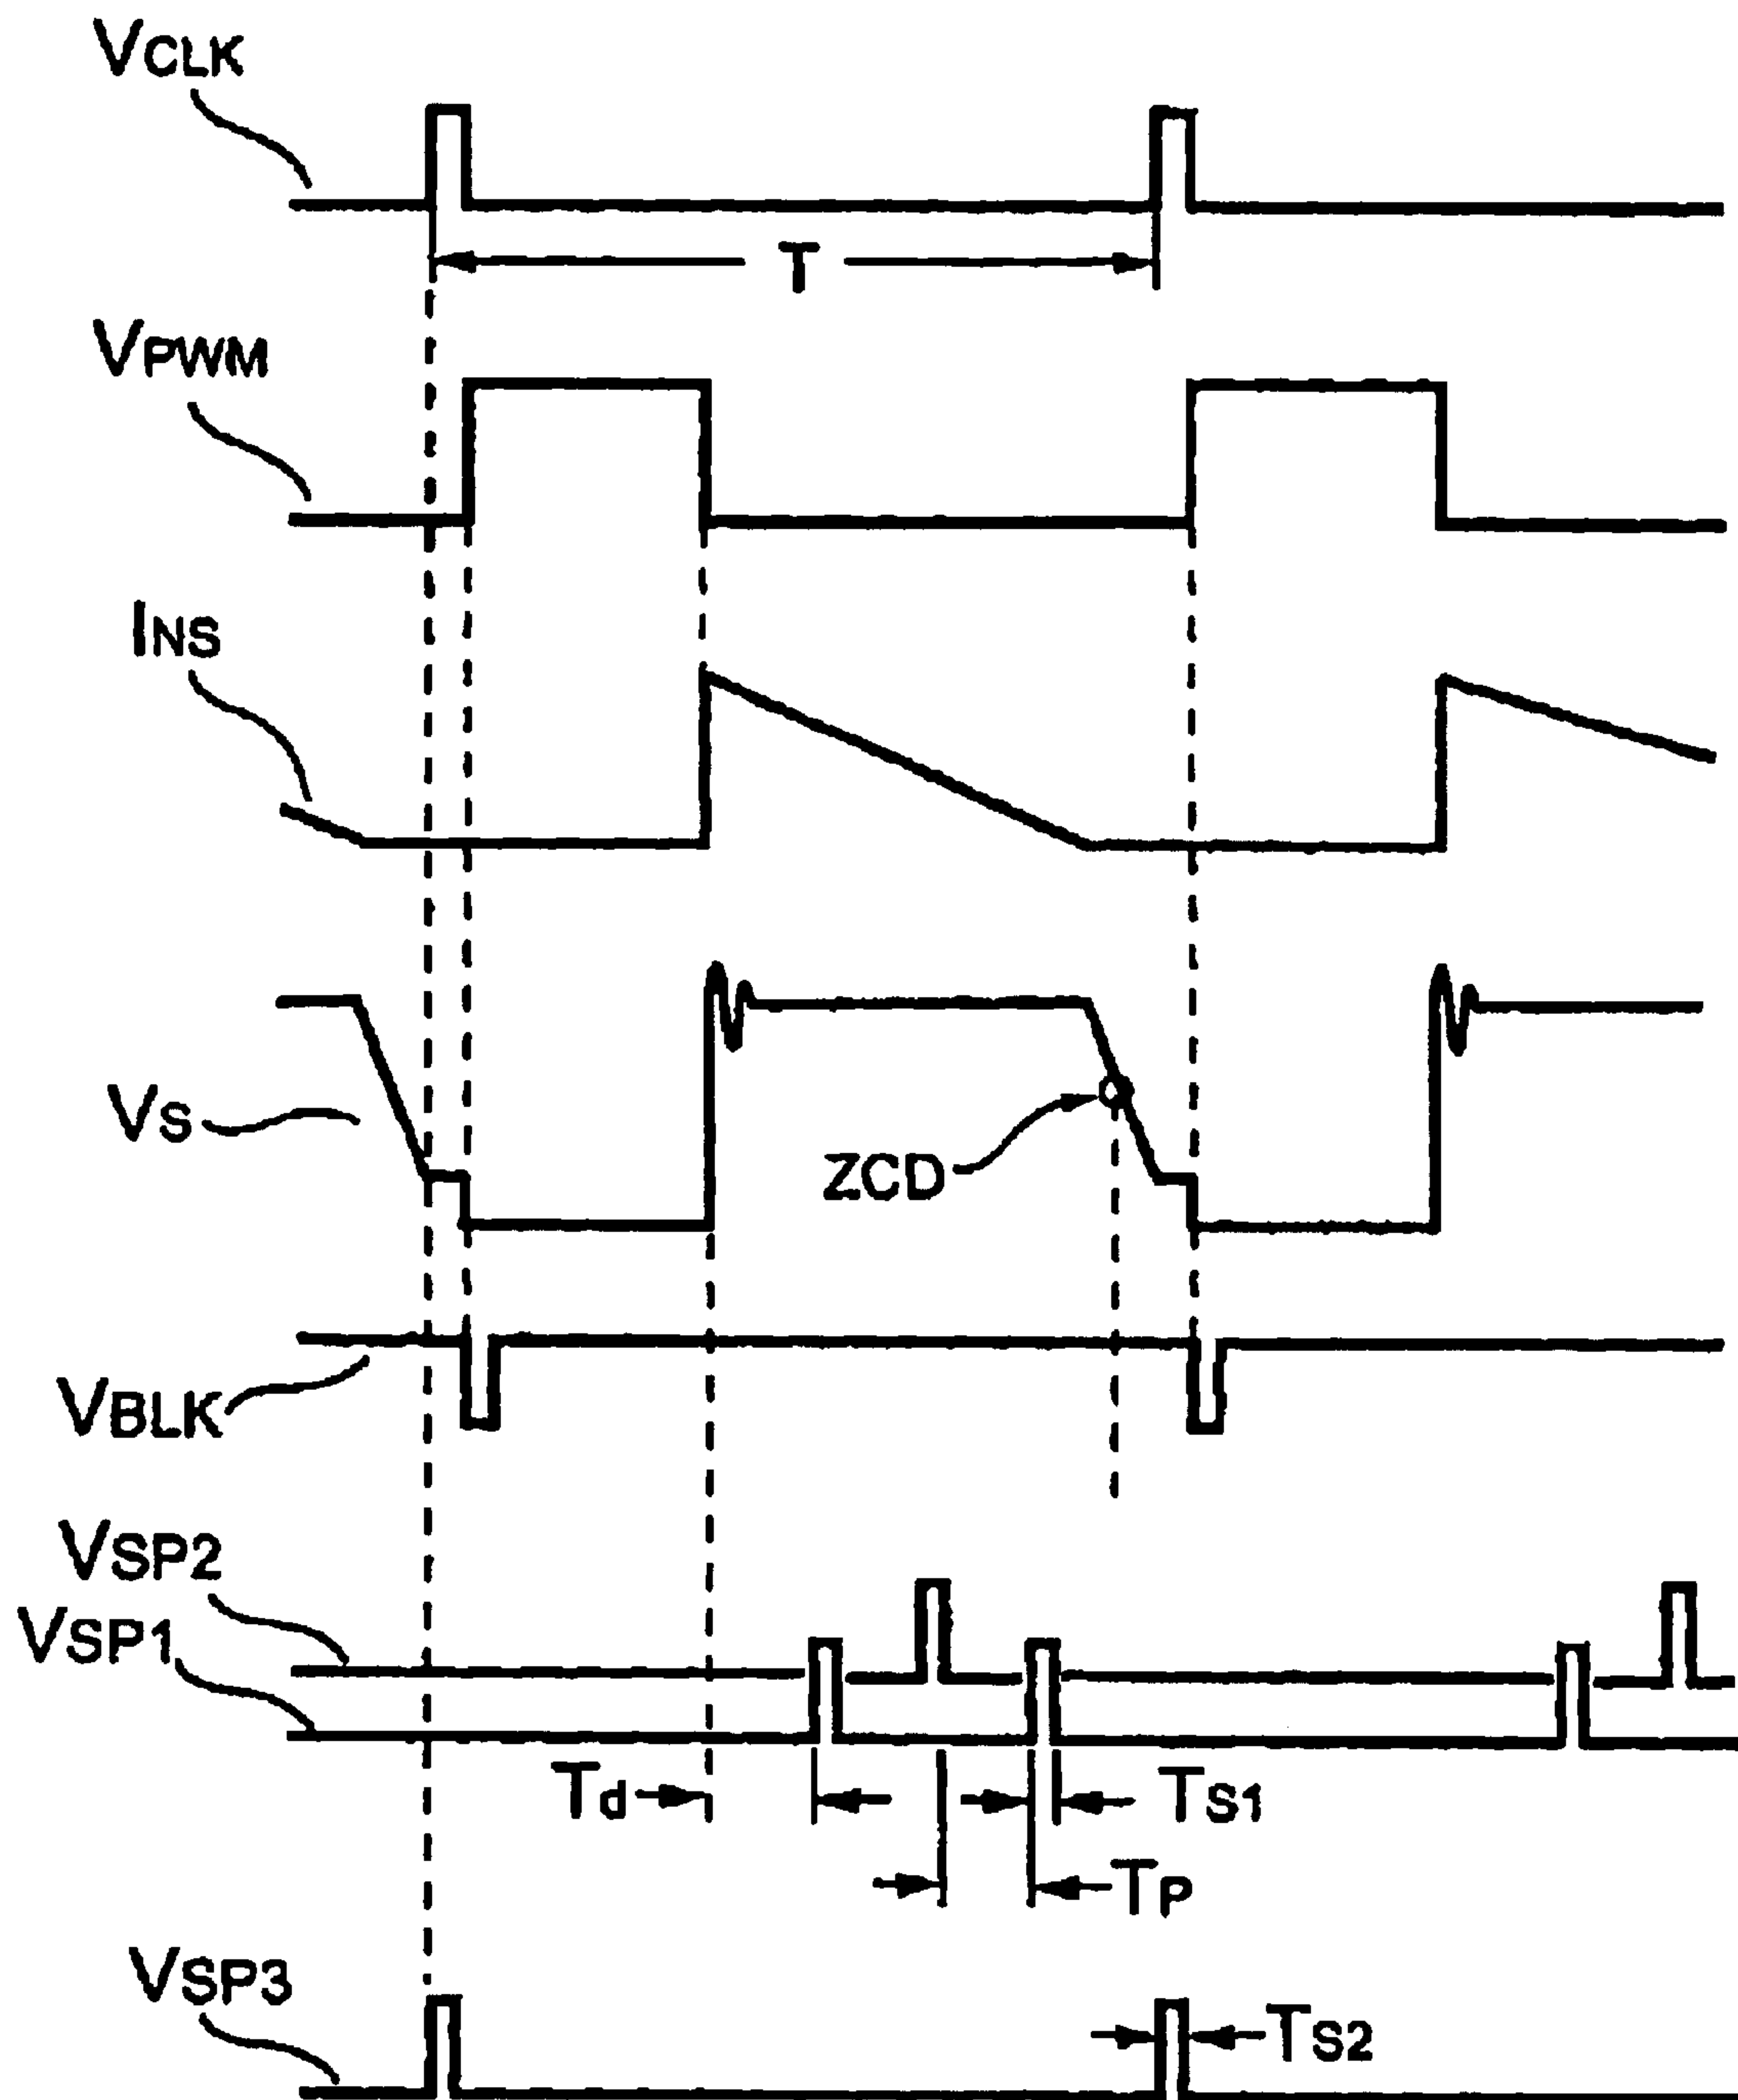 VCLK
T
VPWM
INS
VS
ZCD
VBLK
VSP2
VSP1
Td
TS1
TP
VSP3
TS2